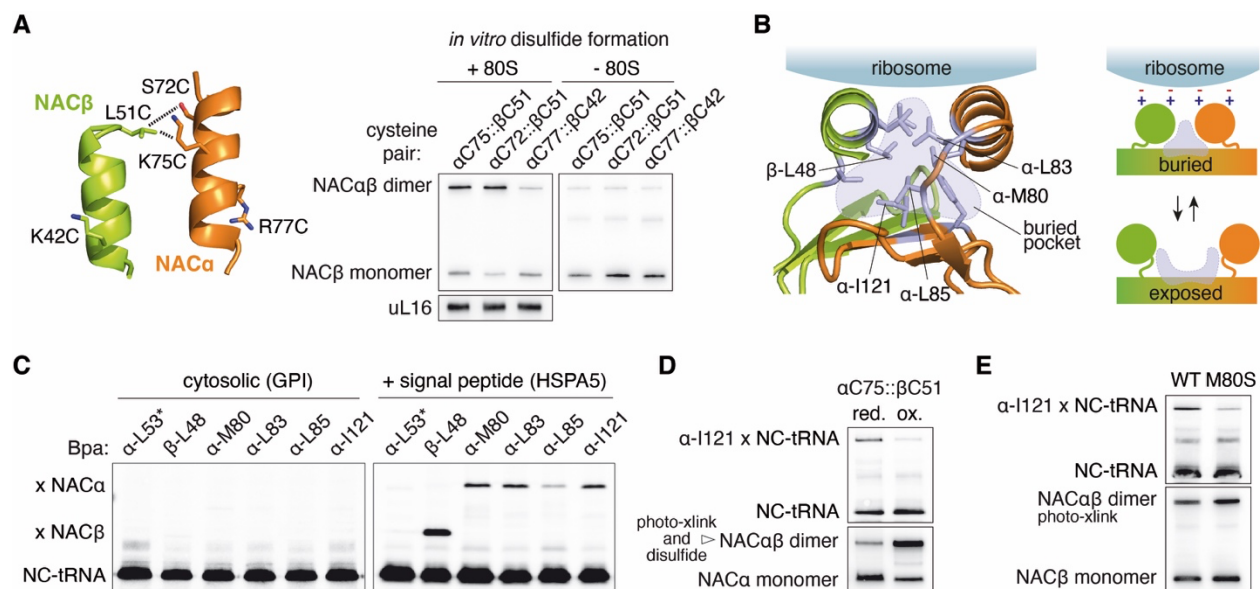 A
NACβ
L51C
S72C
K75C
K42C
R77C
NACα
in vitro disulfide formation
+ 80S
- 80S
cysteine
pair:
αC75::βC51
αC72::βC51
αC77::βC42
αC75::βC51
αC72::βC51
αC77::βC42
NACαβ dimer
NACβ monomer
uL16
B
ribosome
β-L48
α-L83
α-M80
buried
pocket
α-I121
α-L85
ribosome
- - - -
+ + + +
buried
exposed
C
cytosolic (GPI)
+ signal peptide (HSPA5)
Bpa:
α-L53*
β-L48
α-M80
α-L83
α-L85
α-I121
α-L53*
β-L48
α-M80
α-L83
α-L85
α-I121
x NACα
x NACβ
NC-tRNA
D
αC75::βC51
red. ox.
α-I121 x NC-tRNA
NC-tRNA
photo-xlink
and
disulfide
NACαβ dimer
NACα monomer
E
WT M80S
α-I121 x NC-tRNA
NC-tRNA
NACαβ dimer
photo-xlink
NACβ monomer